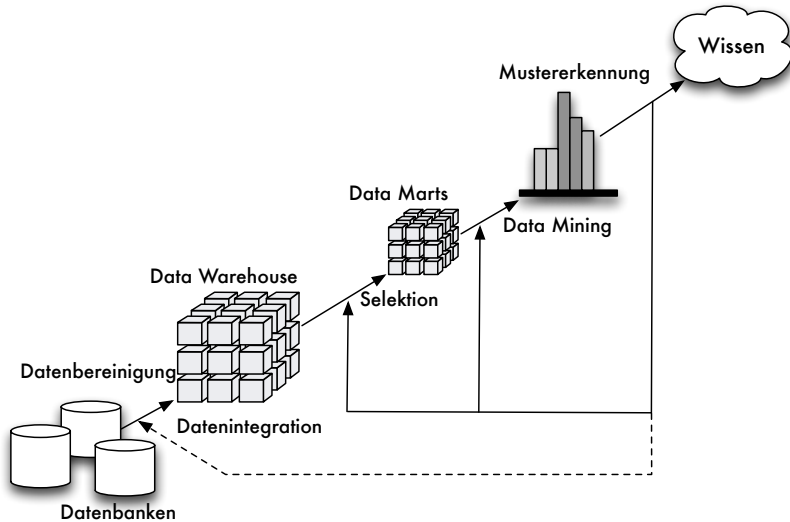 Wissen
Mustererkennung
Data Marts
Data Mining
Data Warehouse
Selektion
Datenbereinigung
Datenintegration
Datenbanken